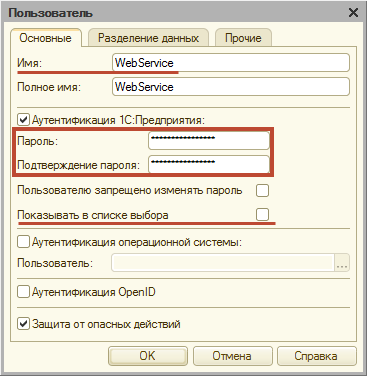 Пользователь
Основные Разделение данных Прочие
Имя: WebService
Полное имя: WebService
Аутентификация 1С:Предприятия:
Пароль: ****************
Подтверждение пароля: ****************
Пользователю запрещено изменять пароль
Показывать в списке выбора
Аутентификация операционной системы:
Пользователь: ...
Аутентификация OpenID
Защита от опасных действий
OK Отмена Справка